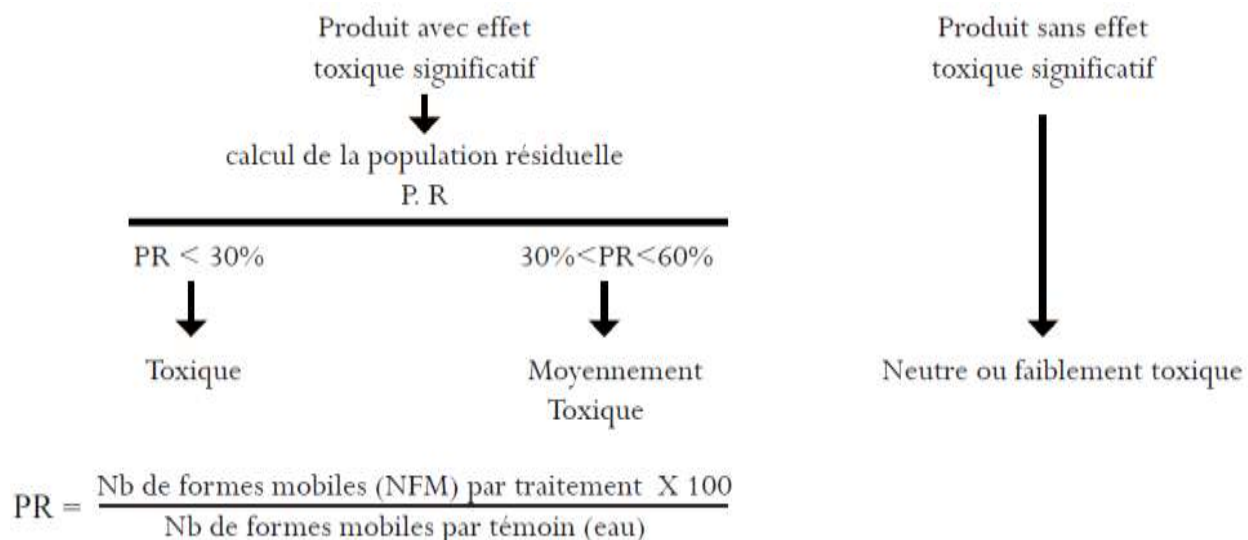 Produit avec effet
toxique significatif
Produit sans effet
toxique significatif
calcul de la population résiduelle
P. R
PR < 30%
30%<PR<60%
Toxique
Moyennement
Toxique
Neutre ou faiblement toxique
PR = Nb de formes mobiles (NFM) par traitement X 100
Nb de formes mobiles par témoin (eau)